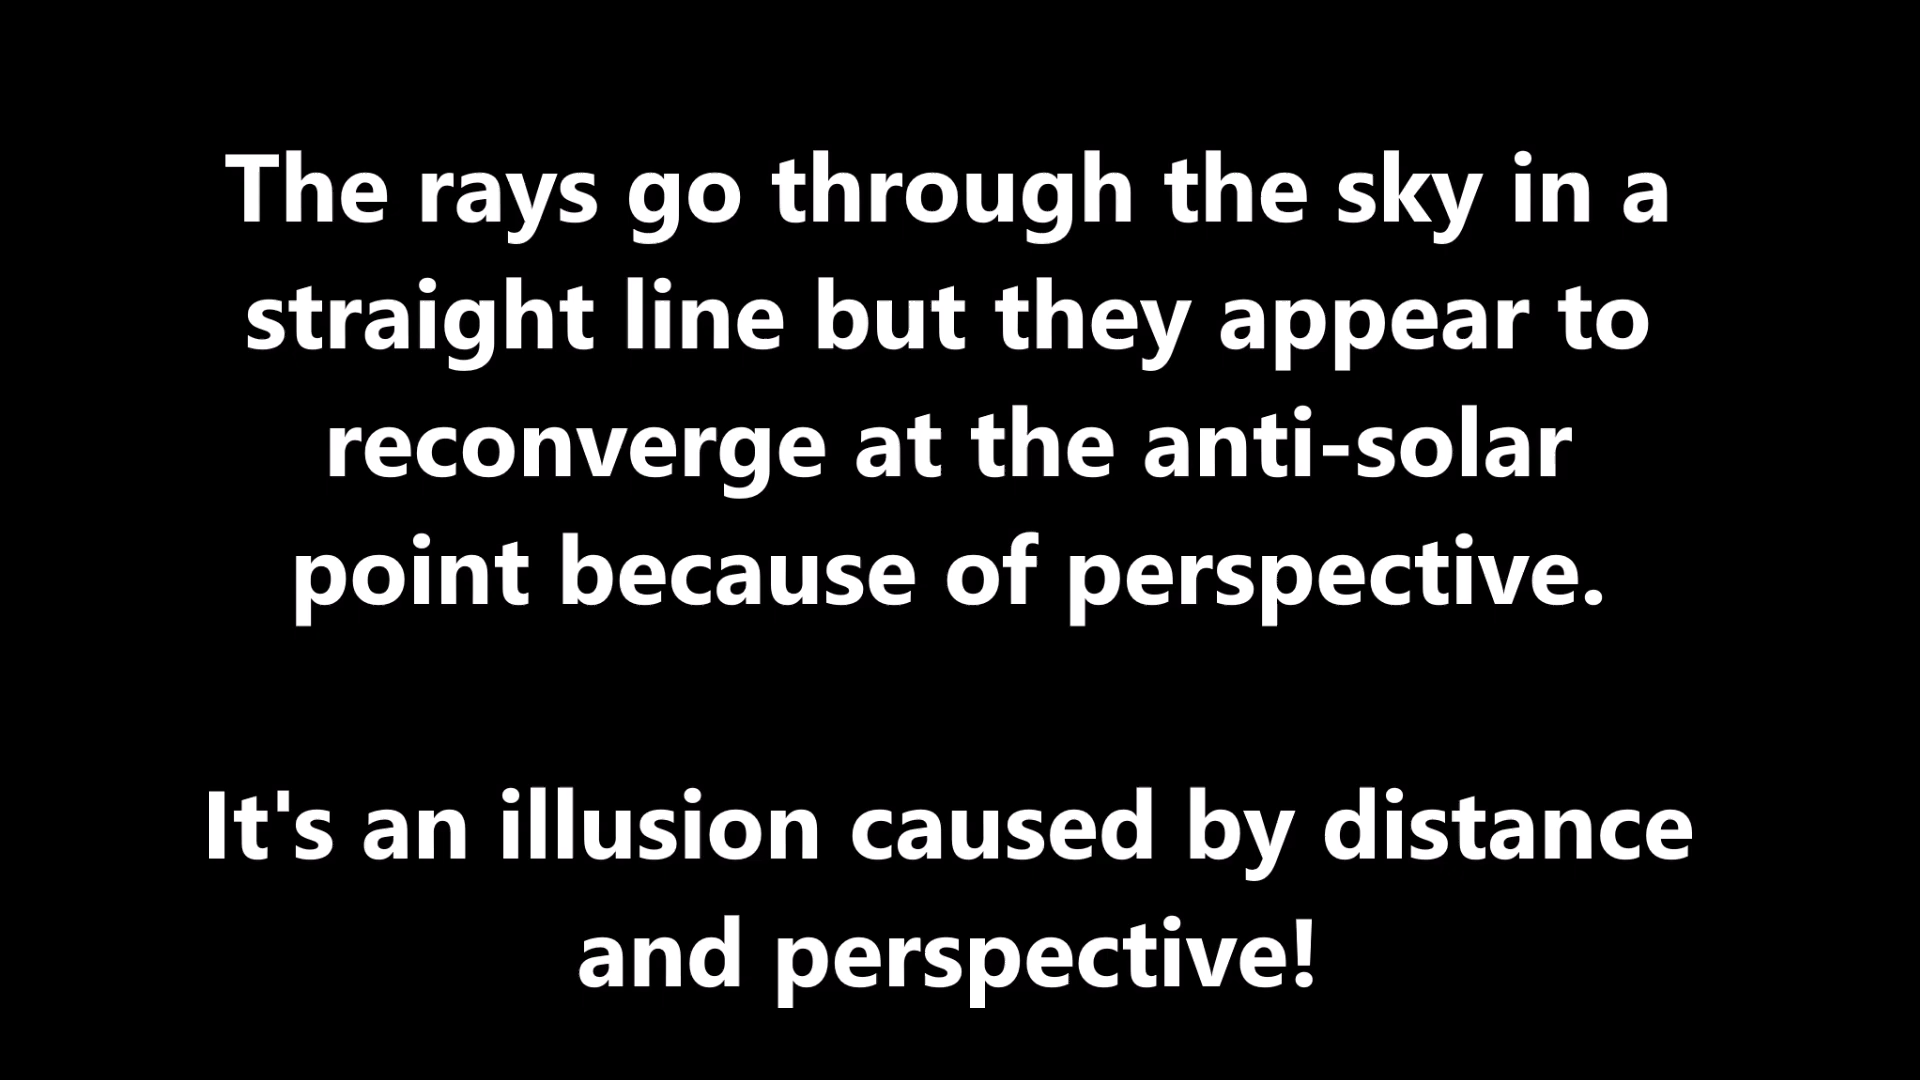 The rays go through the sky in a
straight line but they appear to
reconverge at the anti-solar
point because of perspective.
It's an illusion caused by distance
and perspective!